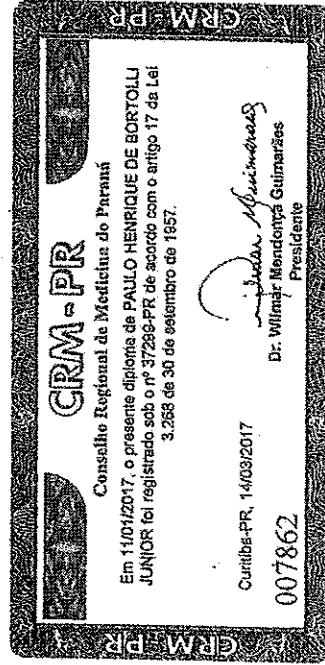 CRM-PR
CRM-PR
Conselho Regional de Medicina do Paraná
Em 11/01/2017, o presente diploma de PAULO HENRIQUE DE BORTOLLI
JUNIOR foi registrado sob o nº 37299-PR de acordo com o artigo 17 da Lei
3.268 de 30 de setembro de 1957.
Curitiba-PR, 14/03/2017
007862
Dr. Wilmar Mendonça Guimarães
Presidente
CRM-PR